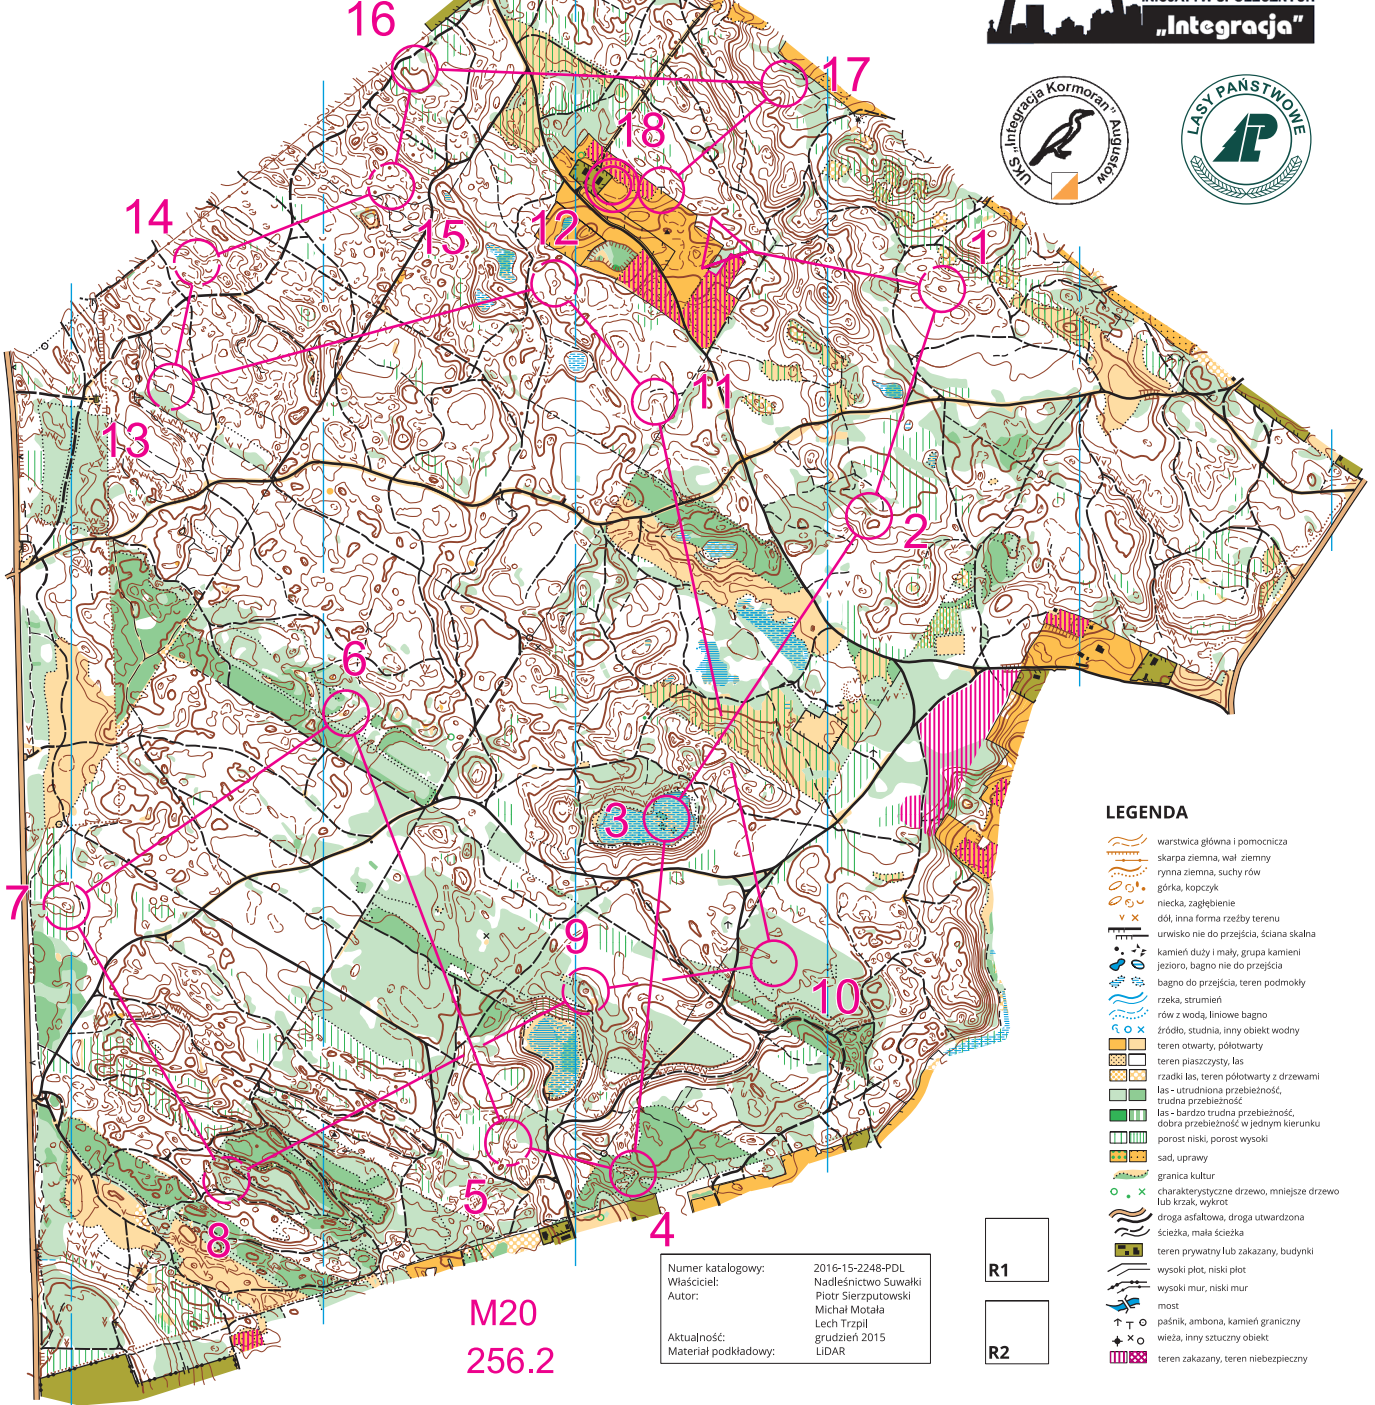 „Integracja”
UKS „Integracja Kormoran” Augustów
LASY PAŃSTWOWE
16
17
18
14
15
12
1
11
13
2
6
3
7
9
10
5
4
8
M20
256.2
Numer katalogowy: 2016-15-2248-PDL
Właściciel: Nadleśnictwo Suwałki
Autor: Piotr Sierzputowski
Michał Motała
Lech Trzpil
Aktualność: grudzień 2015
Materiał podkładowy: LiDAR
R1
R2
LEGENDA
warstwica główna i pomocnicza
skarpa ziemna, wał ziemny
rynna ziemna, suchy rów
górka, kopczyk
niecka, zagłębienie
dół, inna forma rzeźby terenu
urwisko nie do przejścia, ściana skalna
kamień duży i mały, grupa kamieni
jezioro, bagno nie do przejścia
bagno do przejścia, teren podmokły
rzeka, strumień
rów z wodą, liniowe bagno
źródło, studnia, inny obiekt wodny
teren otwarty, półotwarty
teren piaszczysty, las
rzadki las, teren półotwarty z drzewami
las - utrudniona przebieżność,
trudna przebieżność
las - bardzo trudna przebieżność,
dobra przebieżność w jednym kierunku
porost niski, porost wysoki
sad, uprawy
granica kultur
charakterystyczne drzewo, mniejsze drzewo
lub krzak, wykrot
droga asfaltowa, droga utwardzona
ścieżka, mała ścieżka
teren prywatny lub zakazany, budynki
wysoki płot, niski płot
wysoki mur, niski mur
most
paśnik, ambona, kamień graniczny
wieża, inny sztuczny obiekt
teren zakazany, teren niebezpieczny